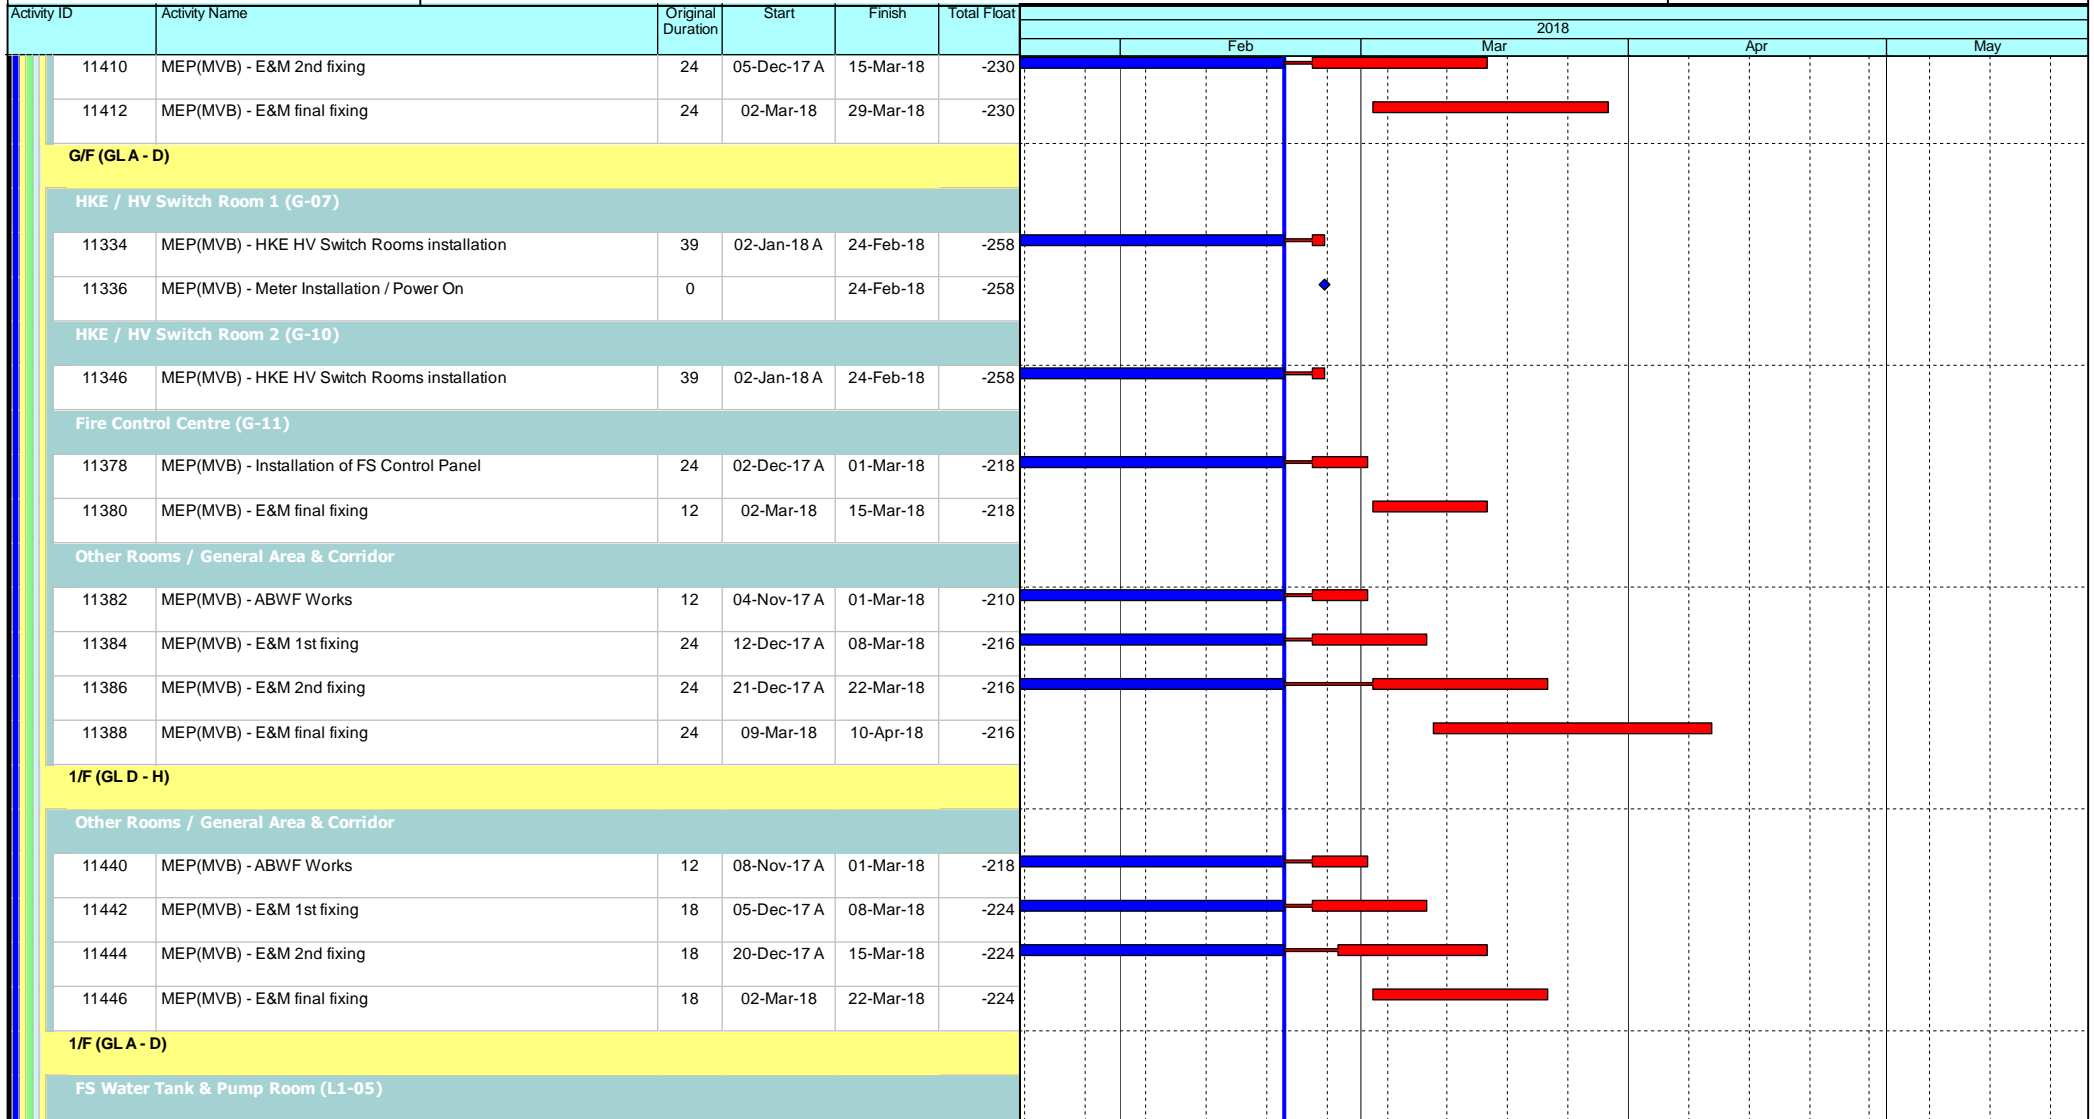 Activity ID Activity Name Original Duration Start Finish Total Float
2018
Feb Mar Apr May
11410 MEP(MVB) - E&M 2nd fixing 24 05-Dec-17 A 15-Mar-18 -230
11412 MEP(MVB) - E&M final fixing 24 02-Mar-18 29-Mar-18 -230
G/F (GL A - D)
HKE / HV Switch Room 1 (G-07)
11334 MEP(MVB) - HKE HV Switch Rooms installation 39 02-Jan-18 A 24-Feb-18 -258
11336 MEP(MVB) - Meter Installation / Power On 0 24-Feb-18 -258
HKE / HV Switch Room 2 (G-10)
11346 MEP(MVB) - HKE HV Switch Rooms installation 39 02-Jan-18 A 24-Feb-18 -258
Fire Control Centre (G-11)
11378 MEP(MVB) - Installation of FS Control Panel 24 02-Dec-17 A 01-Mar-18 -218
11380 MEP(MVB) - E&M final fixing 12 02-Mar-18 15-Mar-18 -218
Other Rooms / General Area & Corridor
11382 MEP(MVB) - ABWF Works 12 04-Nov-17 A 01-Mar-18 -210
11384 MEP(MVB) - E&M 1st fixing 24 12-Dec-17 A 08-Mar-18 -216
11386 MEP(MVB) - E&M 2nd fixing 24 21-Dec-17 A 22-Mar-18 -216
11388 MEP(MVB) - E&M final fixing 24 09-Mar-18 10-Apr-18 -216
1/F (GL D - H)
Other Rooms / General Area & Corridor
11440 MEP(MVB) - ABWF Works 12 08-Nov-17 A 01-Mar-18 -218
11442 MEP(MVB) - E&M 1st fixing 18 05-Dec-17 A 08-Mar-18 -224
11444 MEP(MVB) - E&M 2nd fixing 18 20-Dec-17 A 15-Mar-18 -224
11446 MEP(MVB) - E&M final fixing 18 02-Mar-18 22-Mar-18 -224
1/F (GL A - D)
FS Water Tank & Pump Room (L1-05)